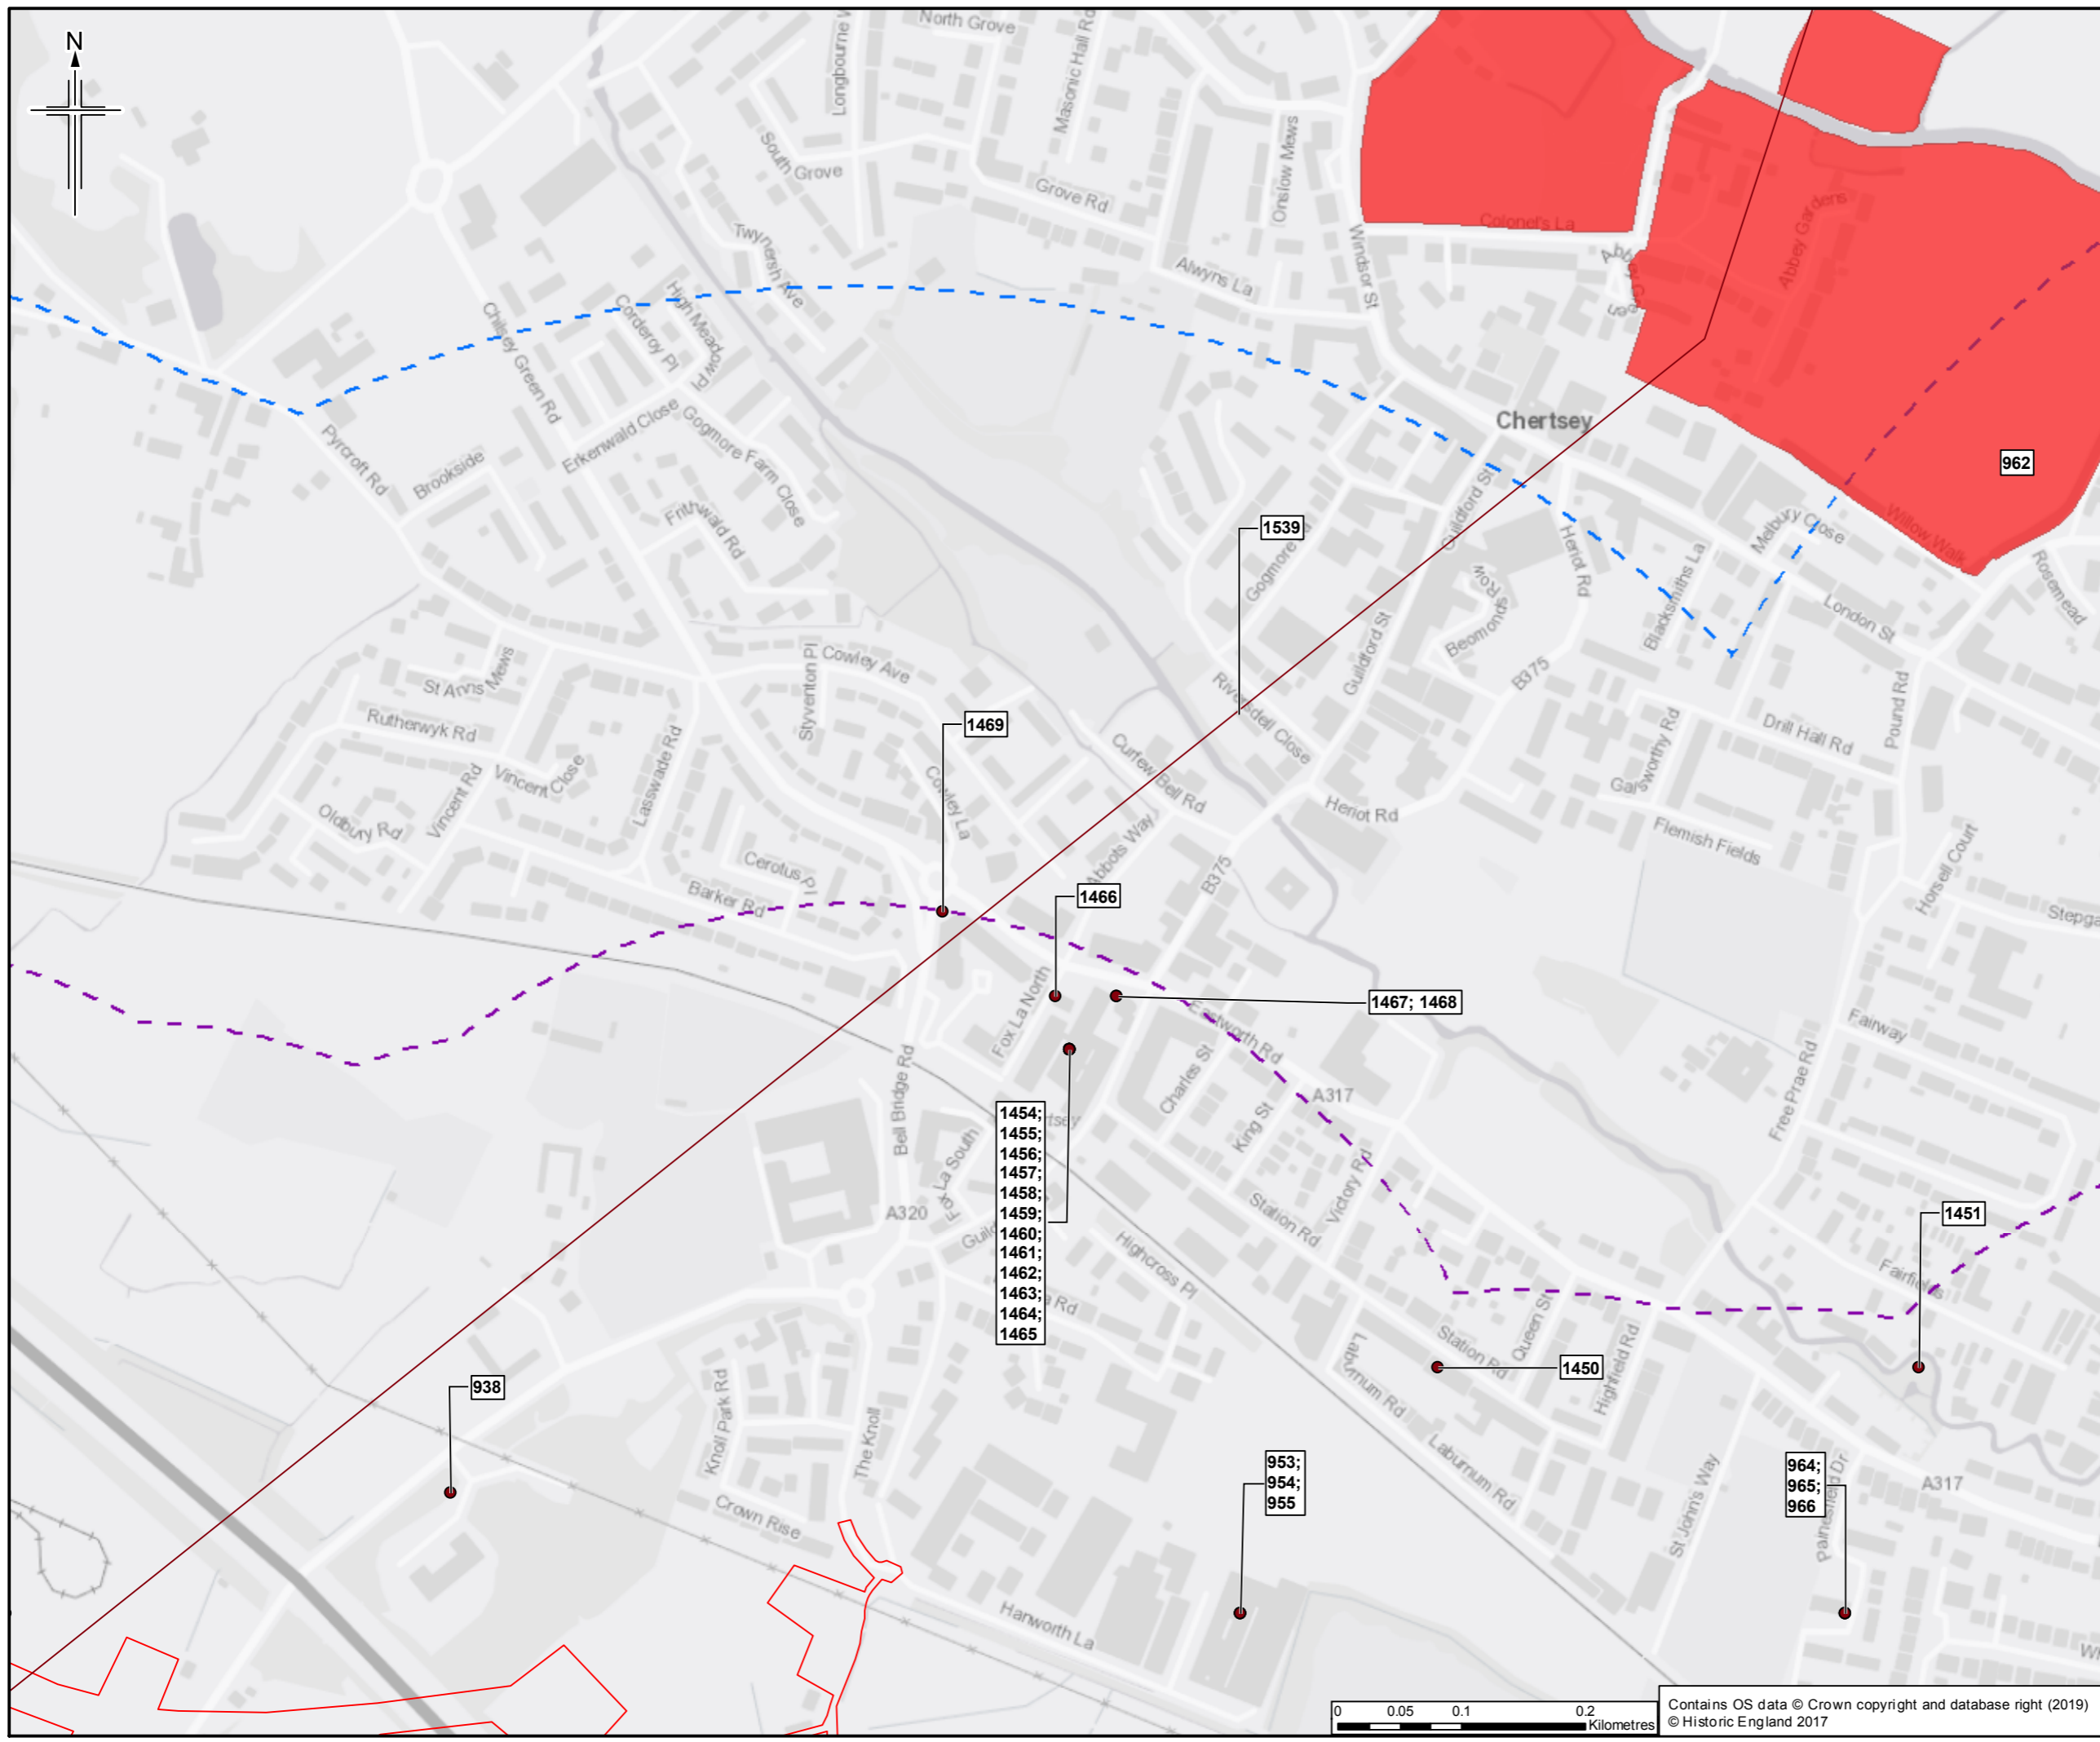 N
North Grove
Longbourne
Masonic Hall Rd
South Grove
Grove Rd
Onslow Mews
Twynersh Ave
Alwyns La
Windsor St
Colonel's La
Abbey Gardens
Abbey Green
High Meadow Pl
Corderoy Pl
Chilsey Green Rd
Chertsey
Pyrcroft Rd
Brookside
Erkenwald Close
Gogmore Farm Close
Frithwald Rd
962
1539
Gogmore
Guildford St
Heriot Rd
Melbury Close
Willow Walk
Blacksmiths La
Rosemead
Beomonds Row
London St
Guildford St
B375
St Anns Mews
Cowley Ave
Styventon Pl
Rutherwyk Rd
1469
Riversdell Close
Pound Rd
Drill Hall Rd
Galsworthy Rd
Vincent Close
Vincent Rd
Lasswade Rd
Oldbury Rd
Cowley La
Curfew Bell Rd
Heriot Rd
Flemish Fields
Abbots Way
B375
Cerotus Pl
Barker Rd
Horsell Court
1466
1467; 1468
Fox La North
Eastworth Rd
Fairway
Charles St
Bell Bridge Rd
A317
King St
Free Prae Rd
1454;
1455;
1456;
1457;
1458;
1459;
1460;
1461;
1462;
1463;
1464;
1465
Fox La South
A320
Victory Rd
Station Rd
1451
Highcross Pl
Fairfields
Station Rd
Queen St
1450
Highfield Rd
Laburnum Rd
938
Knoll Park Rd
The Knoll
Laburnum Rd
953;
954;
955
964;
965;
966
St John's Way
Painesfield Dr
A317
Crown Rise
Hanworth La
0 0.05 0.1 0.2
Kilometres
Contains OS data © Crown copyright and database right (2019)
© Historic England 2017